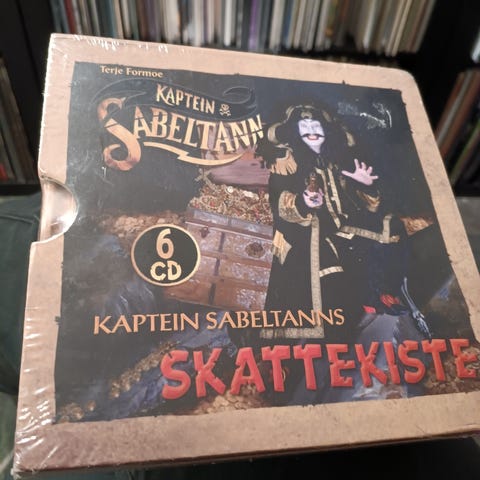 Terje Formoe
KAPTEIN
SABELTANN
6
CD
KAPTEIN SABELTANNS
SKATTEKISTE